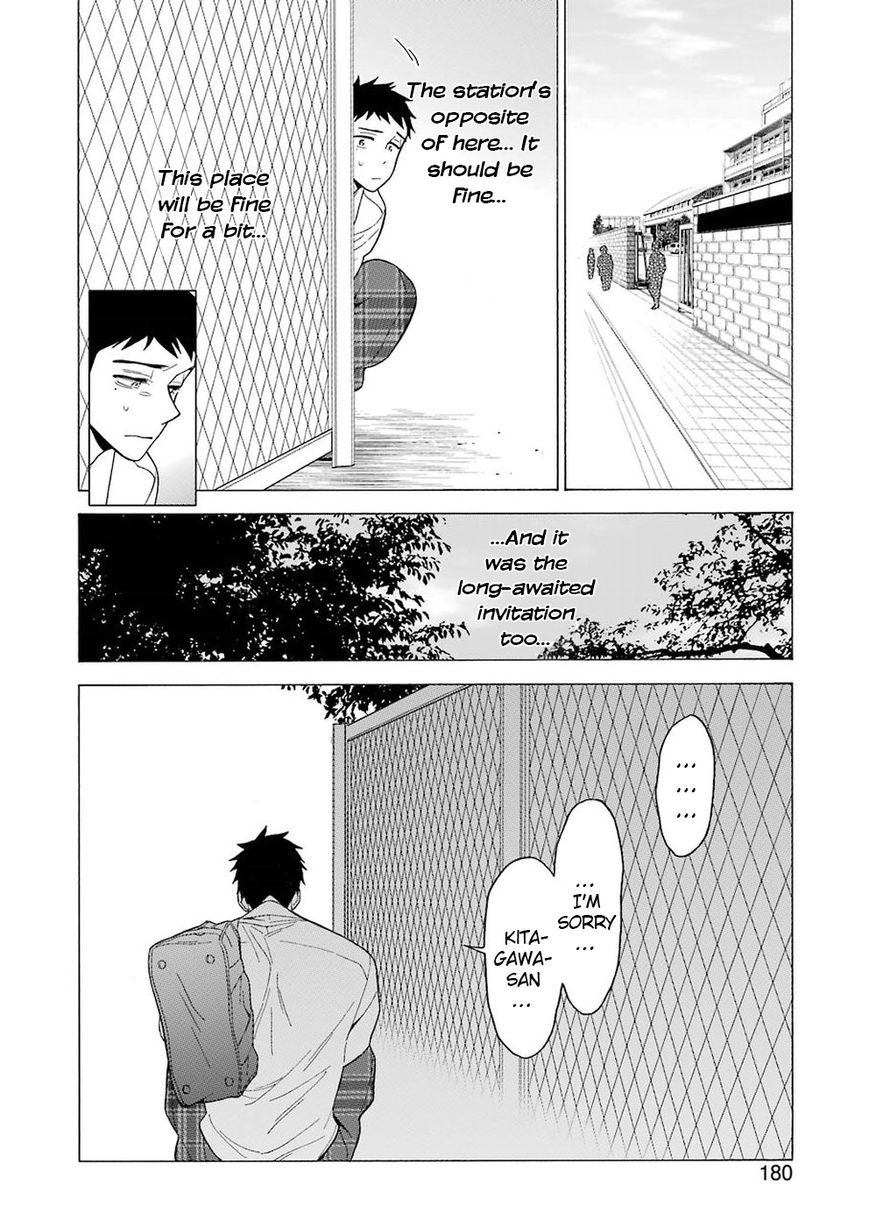 The station's
opposite
of here... It
should be
fine...
This place
will be fine
for a bit...
...And it
was the
long-awaited
invitation
too...
...
...
...
...
I'M
SORRY
...
KITA-
GAWA-
SAN
...
180